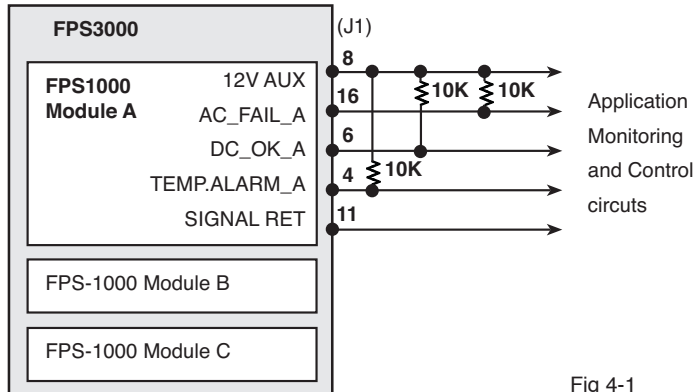 FPS3000
(J1)
FPS1000
Module A
12V AUX
8
AC_FAIL_A
16
DC_OK_A
6
TEMP.ALARM_A
4
SIGNAL RET
11
10K
10K
10K
Application
Monitoring
and Control
circuts
FPS-1000 Module B
FPS-1000 Module C
Fig 4-1